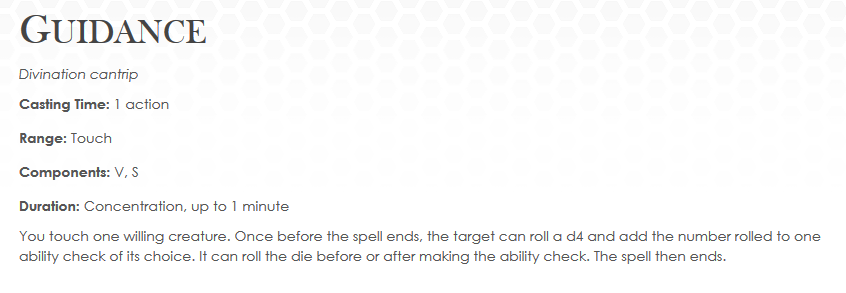 GUIDANCE
Divination cantrip
Casting Time: 1 action
Range: Touch
Components: V, S
Duration: Concentration, up to 1 minute
You touch one willing creature. Once before the spell ends, the target can roll a d4 and add the number rolled to one
ability check of its choice. It can roll the die before or after making the ability check. The spell then ends.